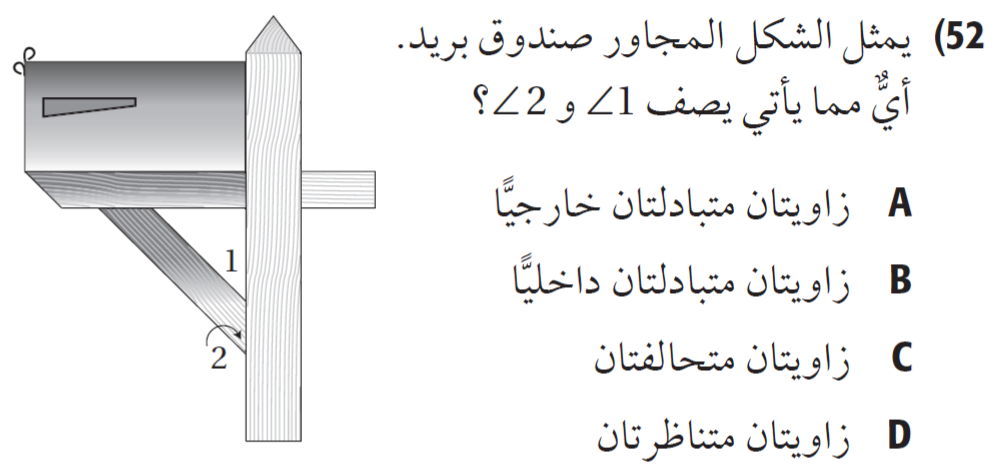 52) يمثل الشكل المجاور صندوق بريد.
أيٌّ مما يأتي يصف ∠1 و ∠2؟
A زاويتان متبادلتان خارجيًّا
B زاويتان متبادلتان داخليًّا
C زاويتان متحالفتان
D زاويتان متناظرتان
1
2